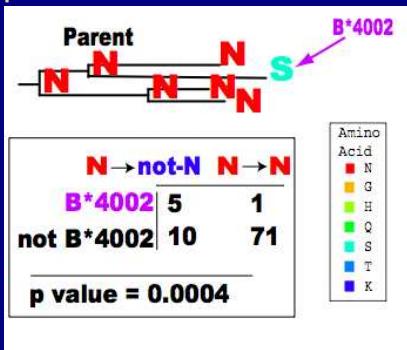 B*4002
Parent
N
N
S
N
N
N
N
N
N→not-N N→N
B*4002 5 1
not B*4002 10 71
p value = 0.0004
Amino
Acid
N
G
H
Q
S
T
K